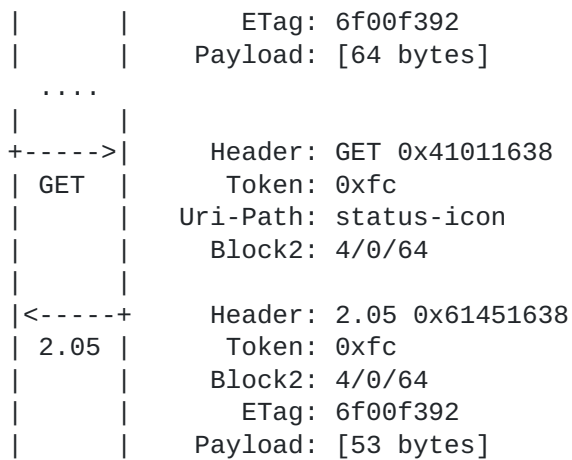 |       |       ETag: 6f00f392
|       |    Payload: [64 bytes]
  ....
|       |
+----->|     Header: GET 0x41011638
| GET   |      Token: 0xfc
|       |   Uri-Path: status-icon
|       |     Block2: 4/0/64
|       |
|<-----+     Header: 2.05 0x61451638
| 2.05 |      Token: 0xfc
|       |     Block2: 4/0/64
|       |       ETag: 6f00f392
|       |    Payload: [53 bytes]